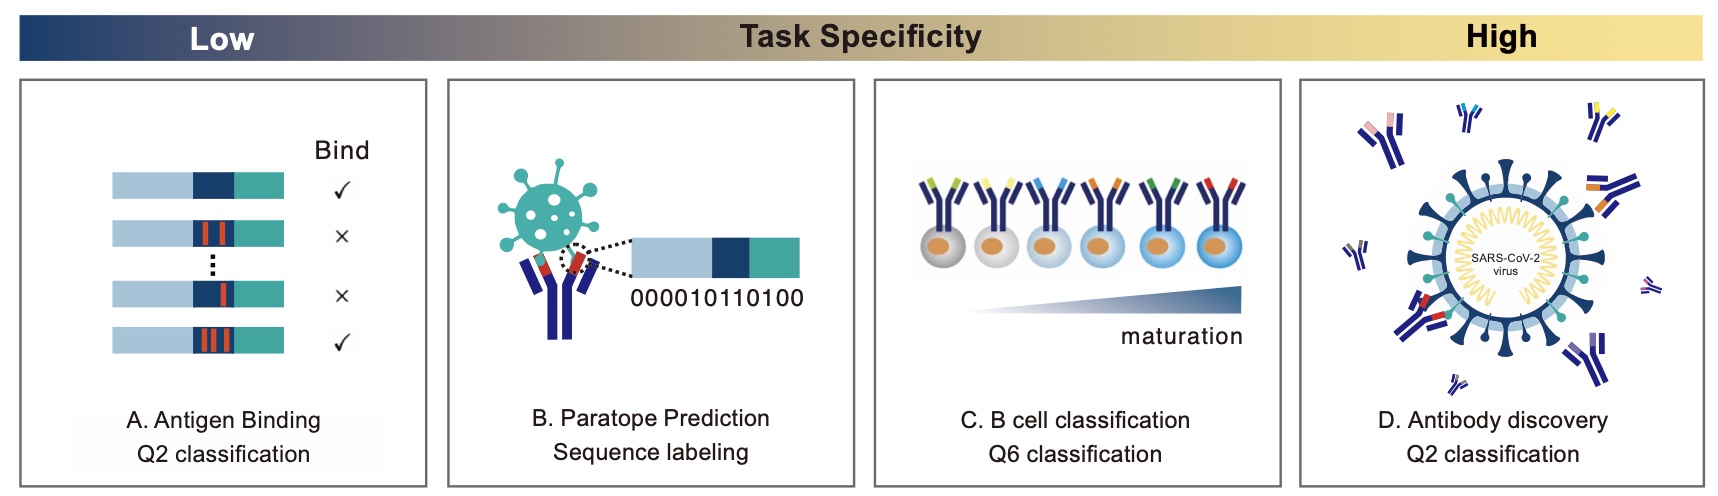 Low Task Specificity High
Bind
✓
×
×
✓
A. Antigen Binding
Q2 classification
000010110100
B. Paratope Prediction
Sequence labeling
maturation
C. B cell classification
Q6 classification
SARS-CoV-2
virus
D. Antibody discovery
Q2 classification